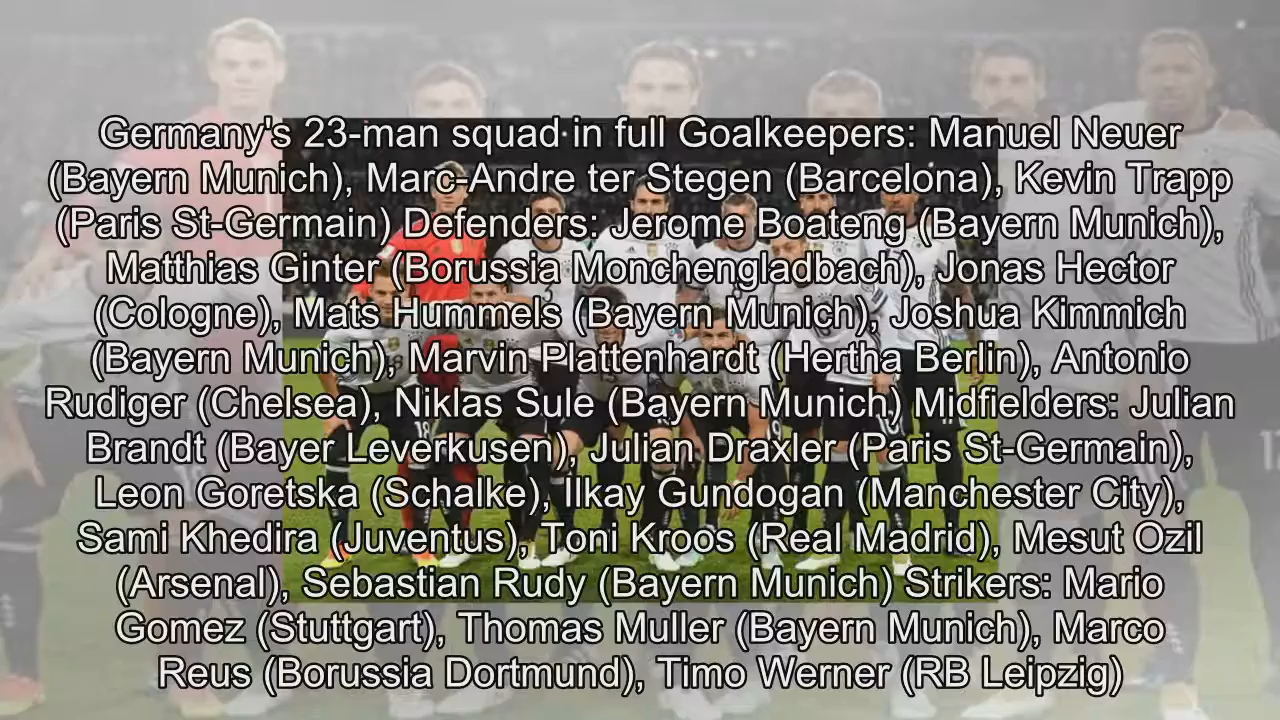 Germany's 23-man squad in full Goalkeepers: Manuel Neuer
(Bayern Munich), Marc-Andre ter Stegen (Barcelona), Kevin Trapp
(Paris St-Germain) Defenders: Jerome Boateng (Bayern Munich),
Matthias Ginter (Borussia Monchengladbach), Jonas Hector
(Cologne), Mats Hummels (Bayern Munich), Joshua Kimmich
(Bayern Munich), Marvin Plattenhardt (Hertha Berlin), Antonio
Rudiger (Chelsea), Niklas Sule (Bayern Munich) Midfielders: Julian
Brandt (Bayer Leverkusen), Julian Draxler (Paris St-Germain),
Leon Goretska (Schalke), Ilkay Gundogan (Manchester City),
Sami Khedira (Juventus), Toni Kroos (Real Madrid), Mesut Ozil
(Arsenal), Sebastian Rudy (Bayern Munich) Strikers: Mario
Gomez (Stuttgart), Thomas Muller (Bayern Munich), Marco
Reus (Borussia Dortmund), Timo Werner (RB Leipzig)
18